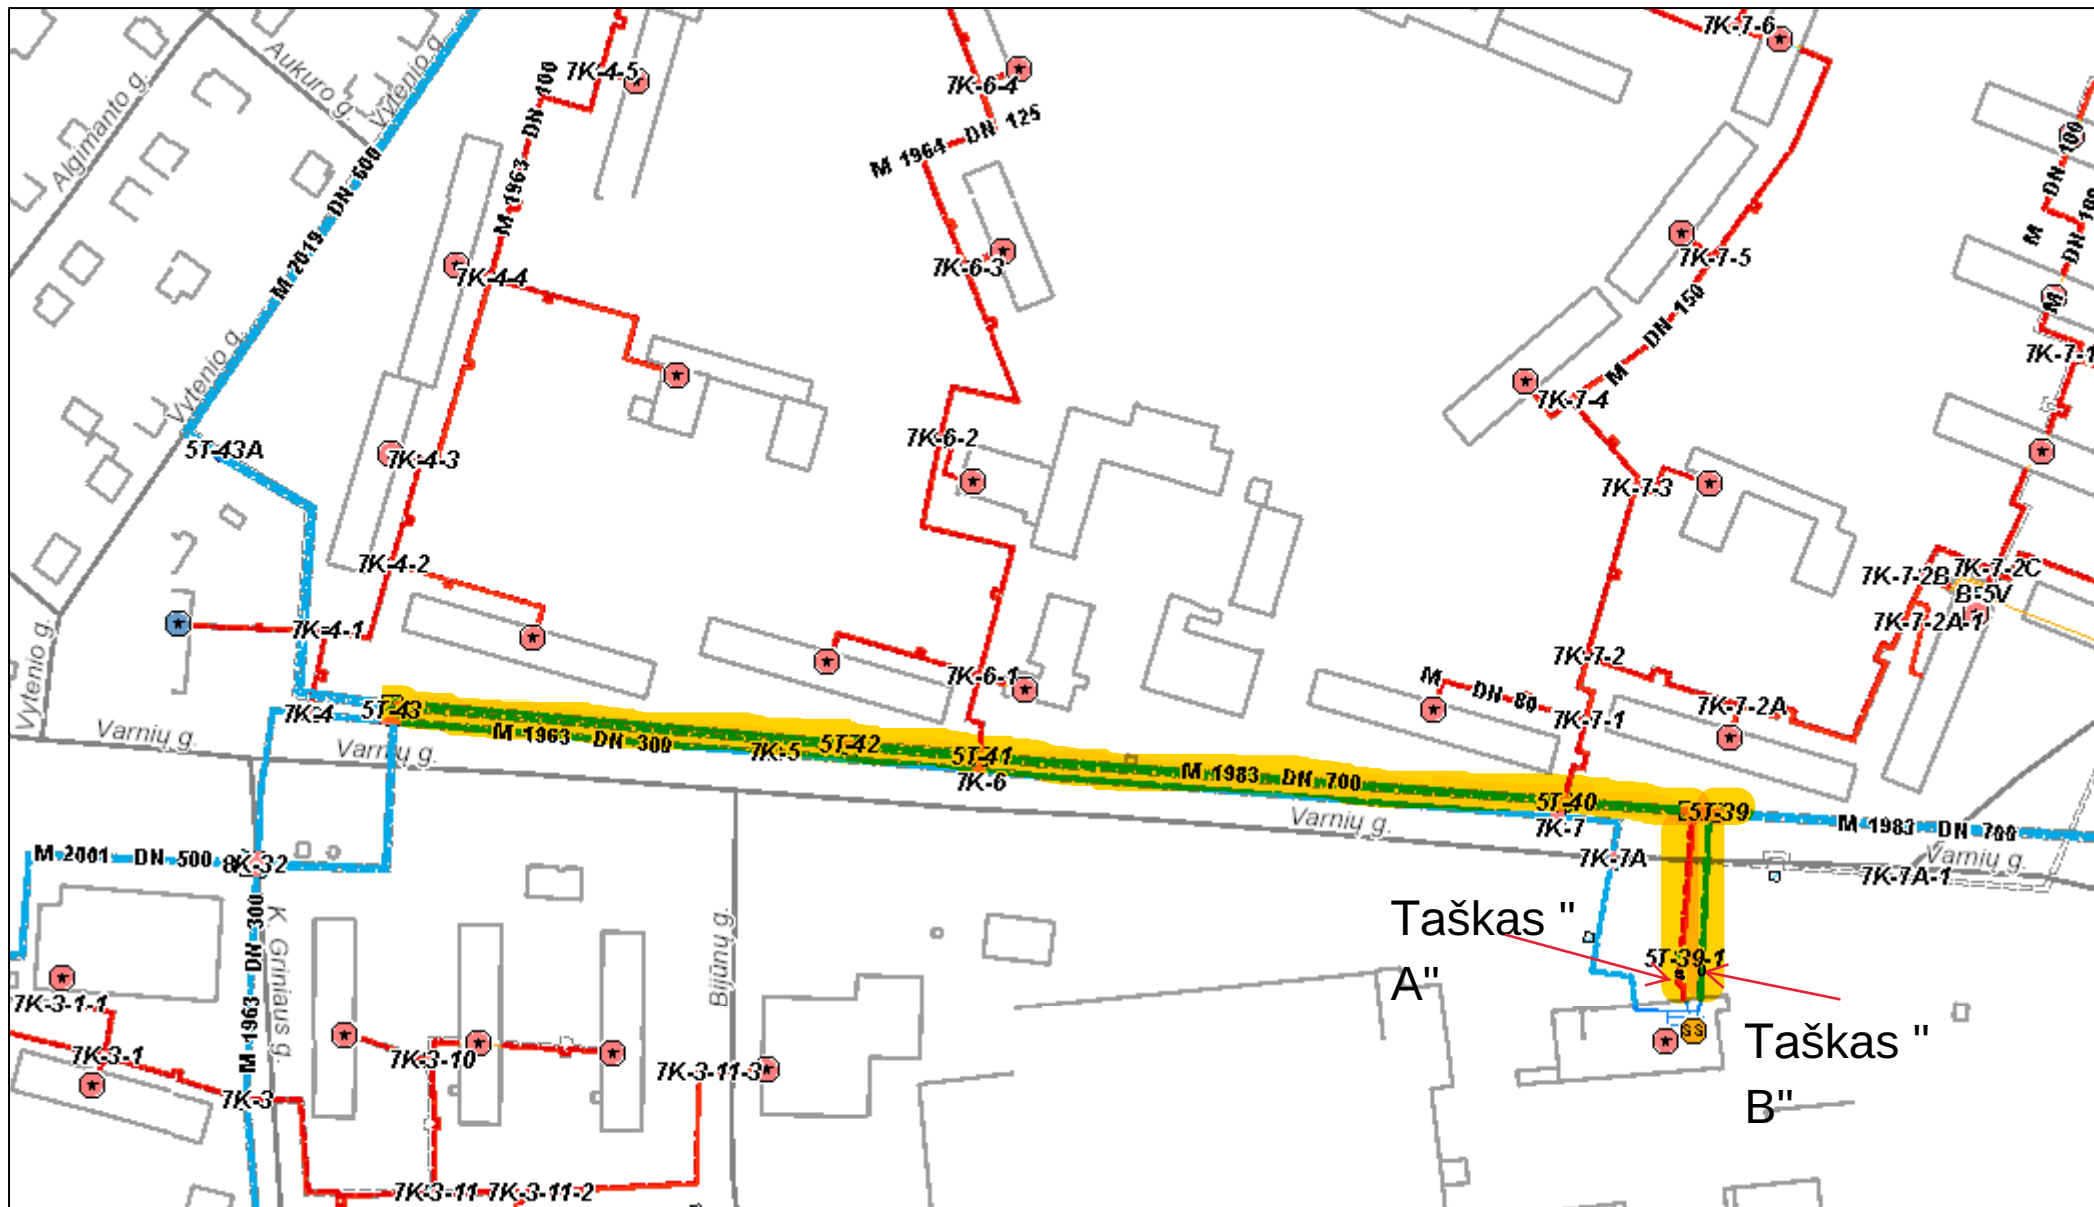 7K-7-6
Aukuro g.
Vytenio g.
Algimanto g.
7K-4-5
DN 100
M 1963
7K-6-4
M 1964 DN 125
DN 100
DN 600
M 2019
7K-4-4
7K-6-3
7K-7-5
M
DN 100
M
DN 150
M
7K-7-1
Vytenio g.
7K-7-4
5T-43A
7K-4-3
7K-6-2
7K-7-3
7K-4-2
7K-7-2B
7K-7-2C
B-5V
7K-7-2A-1
7K-4-1
7K-7-2
Vytenio g.
7K-6-1
M DN 80
7K-7-2A
7K-4
5T-43
7K-7-1
Varnių g.
Varnių g.
M 1963 DN 300
7K-5
5T-42
5T-41
7K-6
M 1983 DN 700
5T-40
5T-39
7K-7
Varnių g.
M 1983 DN 700
Varnių g.
M 2001 DN 500
8K-32
7K-7A
7K-7A-1
M 1963 DN 300
K. Griniaus g.
Bijūnų g.
Taškas "
A"
5T-39-1
SS
Taškas "
B"
7K-3-1-1
7K-3-1
7K-3
7K-3-10
7K-3-11-3
7K-3-11
7K-3-11-2